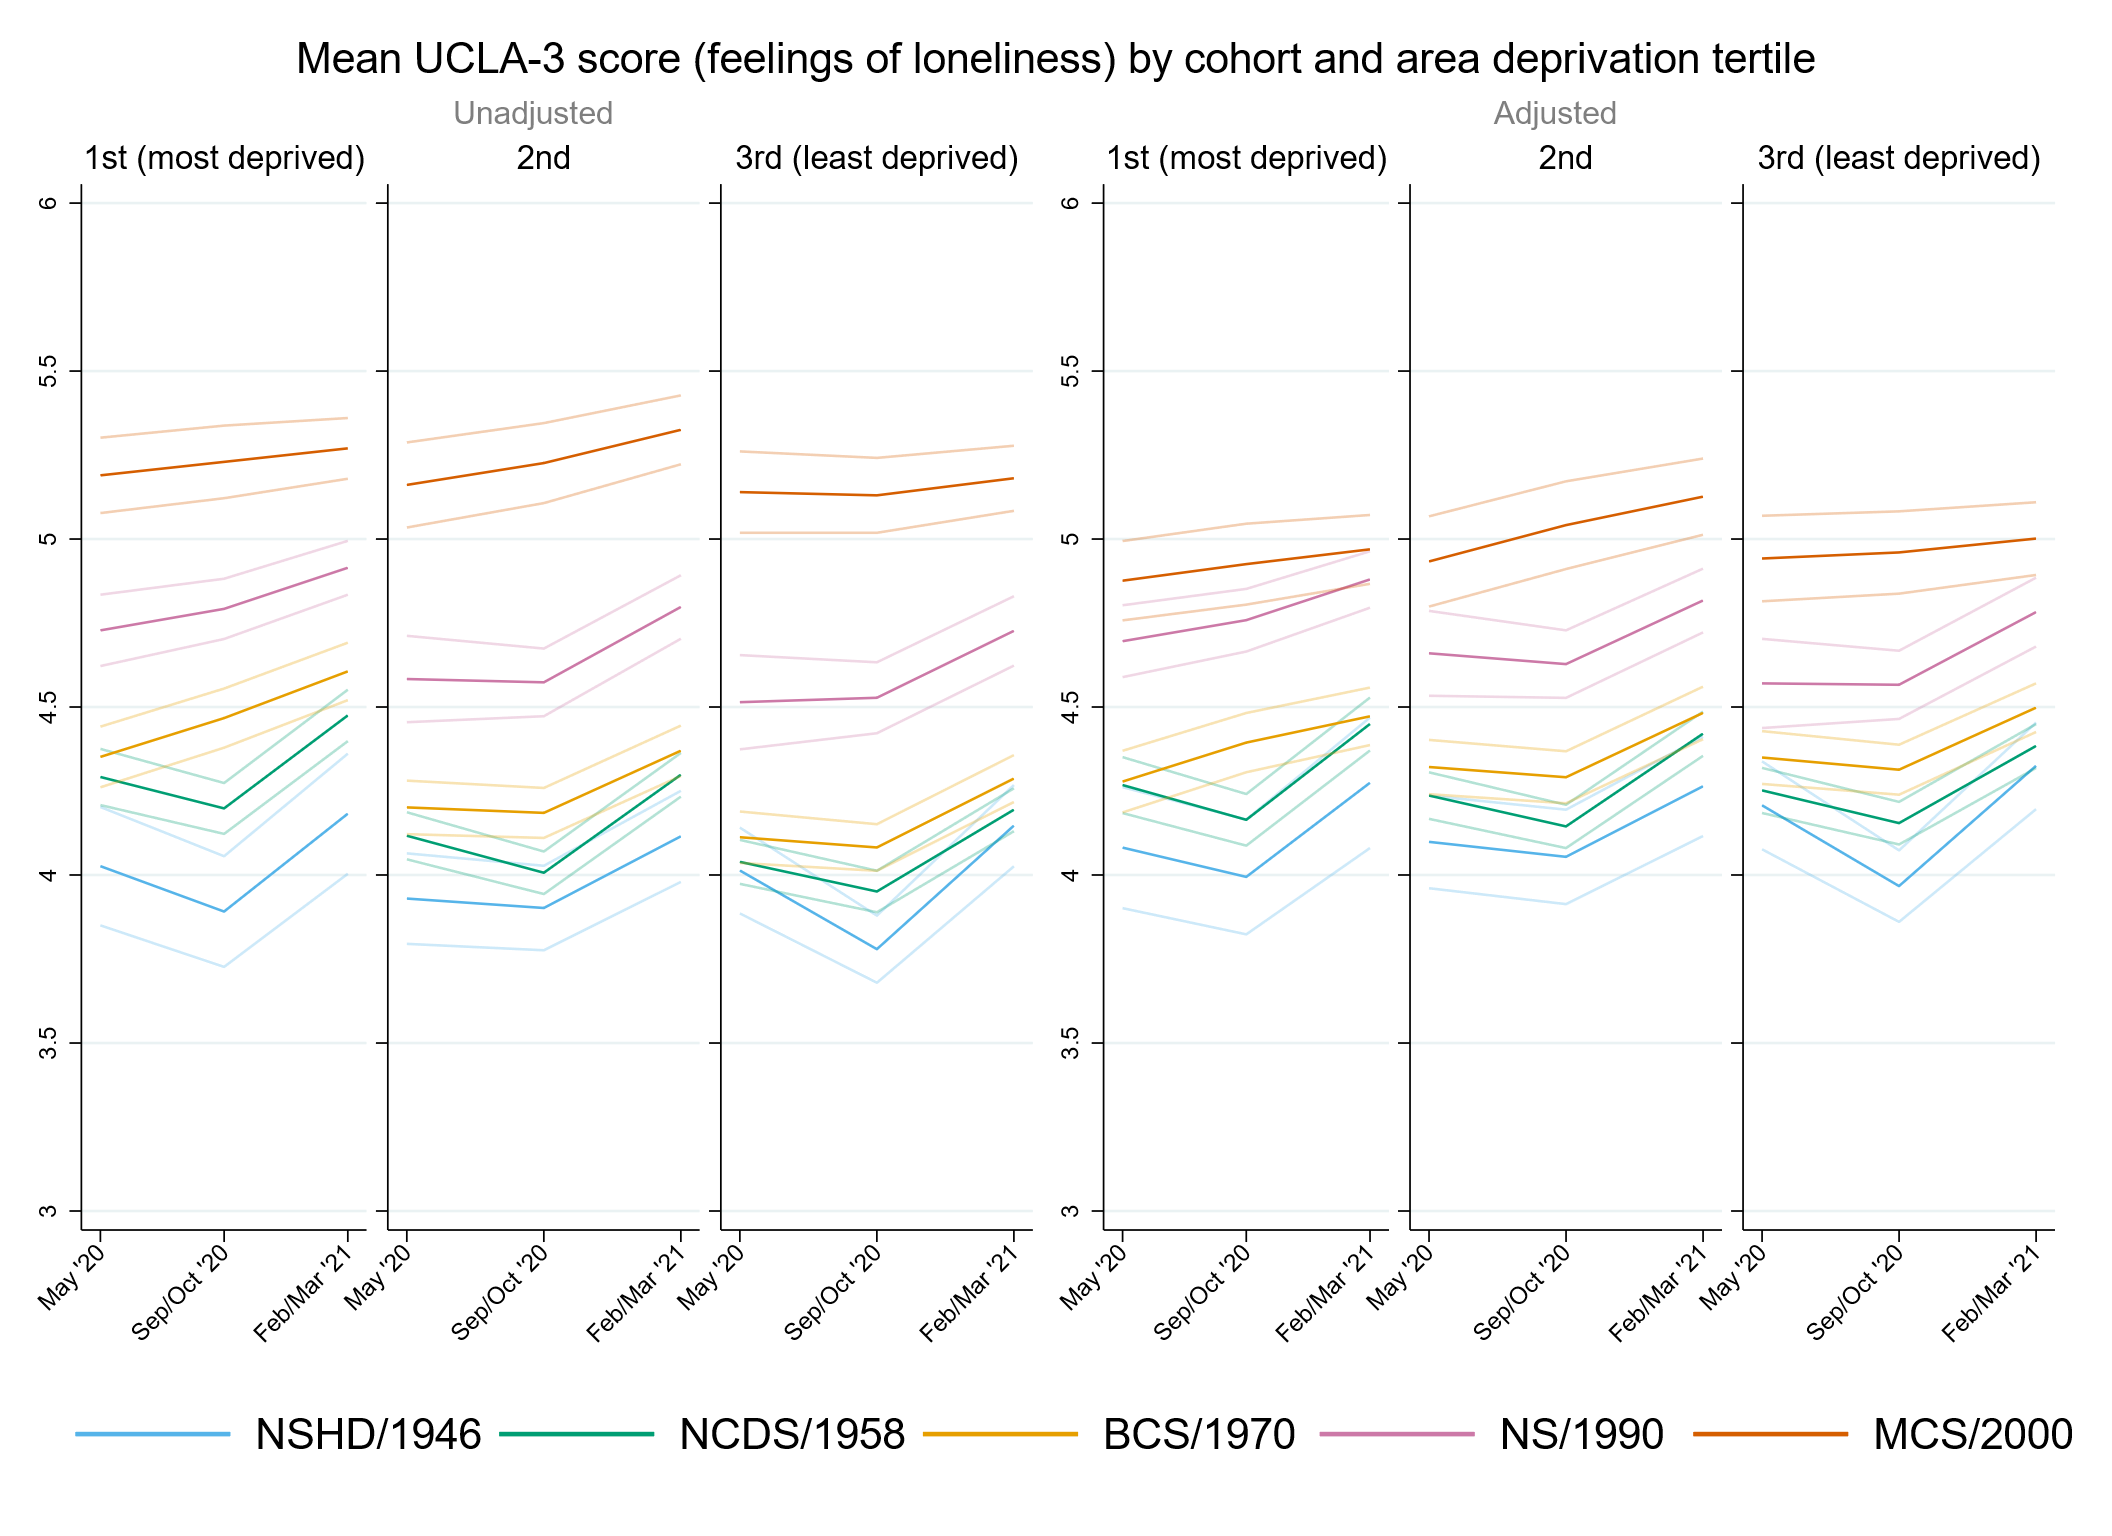 Mean UCLA-3 score (feelings of loneliness) by cohort and area deprivation tertile
Unadjusted
Adjusted
1st (most deprived)
2nd
3rd (least deprived)
1st (most deprived)
2nd
3rd (least deprived)
6
5.5
5
4.5
4
3.5
3
6
5.5
5
4.5
4
3.5
3
May '20
Sep/Oct '20
Feb/Mar '21
May '20
Sep/Oct '20
Feb/Mar '21
May '20
Sep/Oct '20
Feb/Mar '21
May '20
Sep/Oct '20
Feb/Mar '21
May '20
Sep/Oct '20
Feb/Mar '21
May '20
Sep/Oct '20
Feb/Mar '21
NSHD/1946
NCDS/1958
BCS/1970
NS/1990
MCS/2000